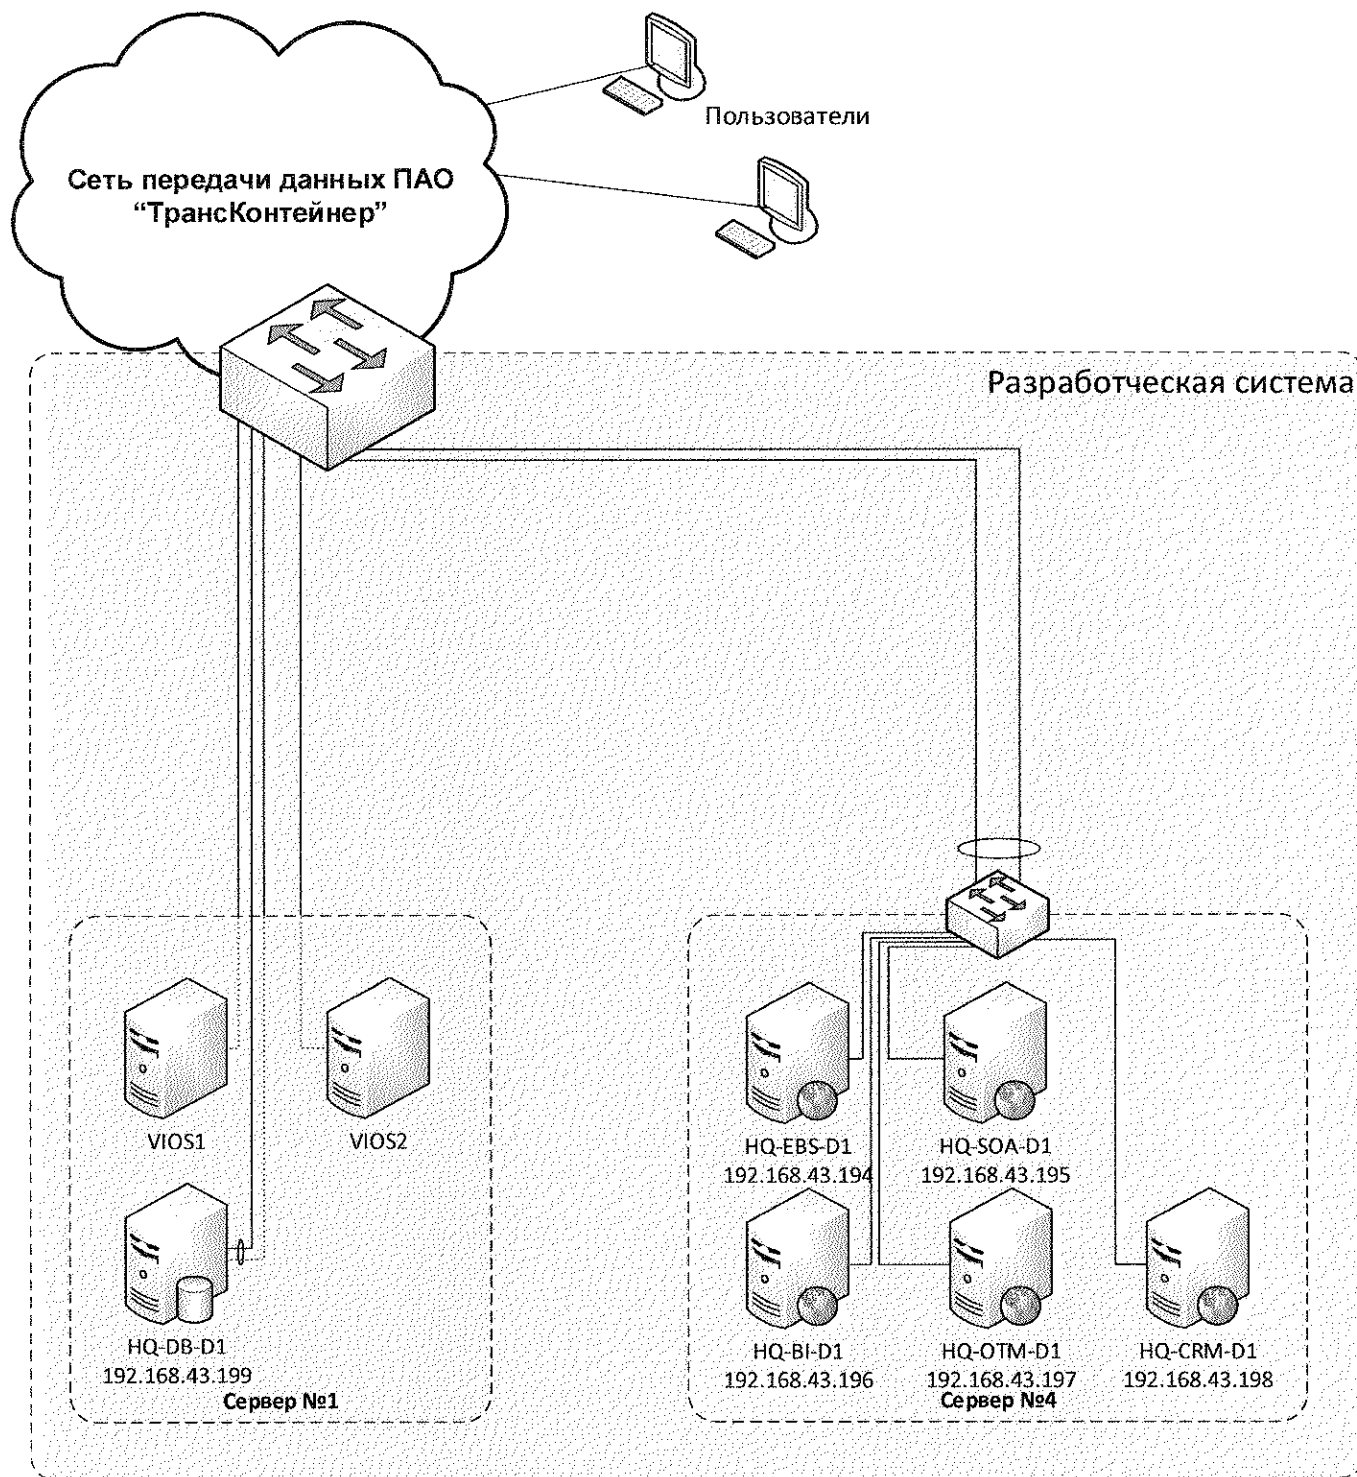 Пользователи
Сеть передачи данных ПАО
“ТрансКонтейнер”
Разработческая система
VIOS1
VIOS2
HQ-DB-D1
192.168.43.199
Сервер №1
HQ-EBS-D1
192.168.43.194
HQ-SOA-D1
192.168.43.195
HQ-BI-D1
192.168.43.196
HQ-OTM-D1
192.168.43.197
HQ-CRM-D1
192.168.43.198
Сервер №4